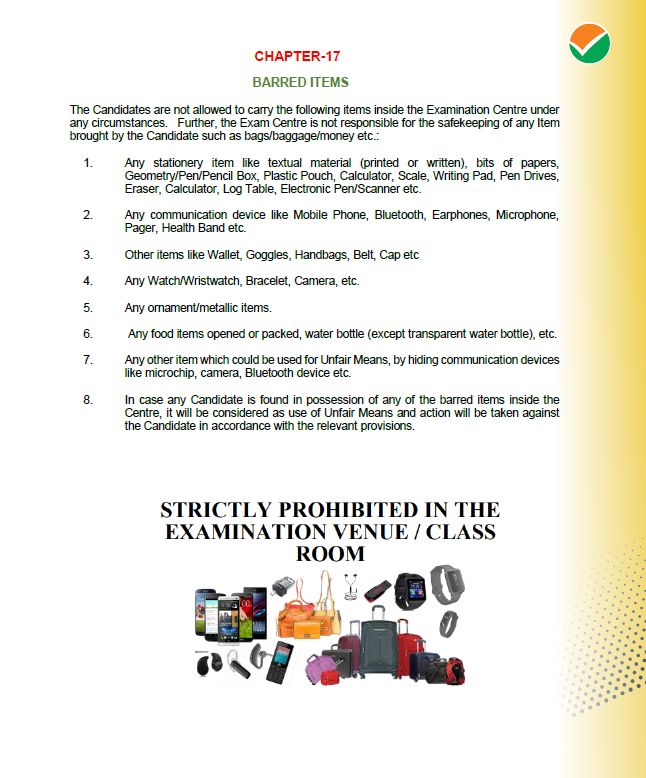 CHAPTER-17
BARRED ITEMS
The Candidates are not allowed to carry the following items inside the Examination Centre under
any circumstances. Further, the Exam Centre is not responsible for the safekeeping of any Item
brought by the Candidate such as bags/baggage/money etc.:
1. Any stationery item like textual material (printed or written), bits of papers,
Geometry/Pen/Pencil Box, Plastic Pouch, Calculator, Scale, Writing Pad, Pen Drives,
Eraser, Calculator, Log Table, Electronic Pen/Scanner etc.
2. Any communication device like Mobile Phone, Bluetooth, Earphones, Microphone,
Pager, Health Band etc.
3. Other items like Wallet, Goggles, Handbags, Belt, Cap etc
4. Any Watch/Wristwatch, Bracelet, Camera, etc.
5. Any ornament/metallic items.
6. Any food items opened or packed, water bottle (except transparent water bottle), etc.
7. Any other item which could be used for Unfair Means, by hiding communication devices
like microchip, camera, Bluetooth device etc.
8. In case any Candidate is found in possession of any of the barred items inside the
Centre, it will be considered as use of Unfair Means and action will be taken against
the Candidate in accordance with the relevant provisions.
STRICTLY PROHIBITED IN THE
EXAMINATION VENUE / CLASS
ROOM